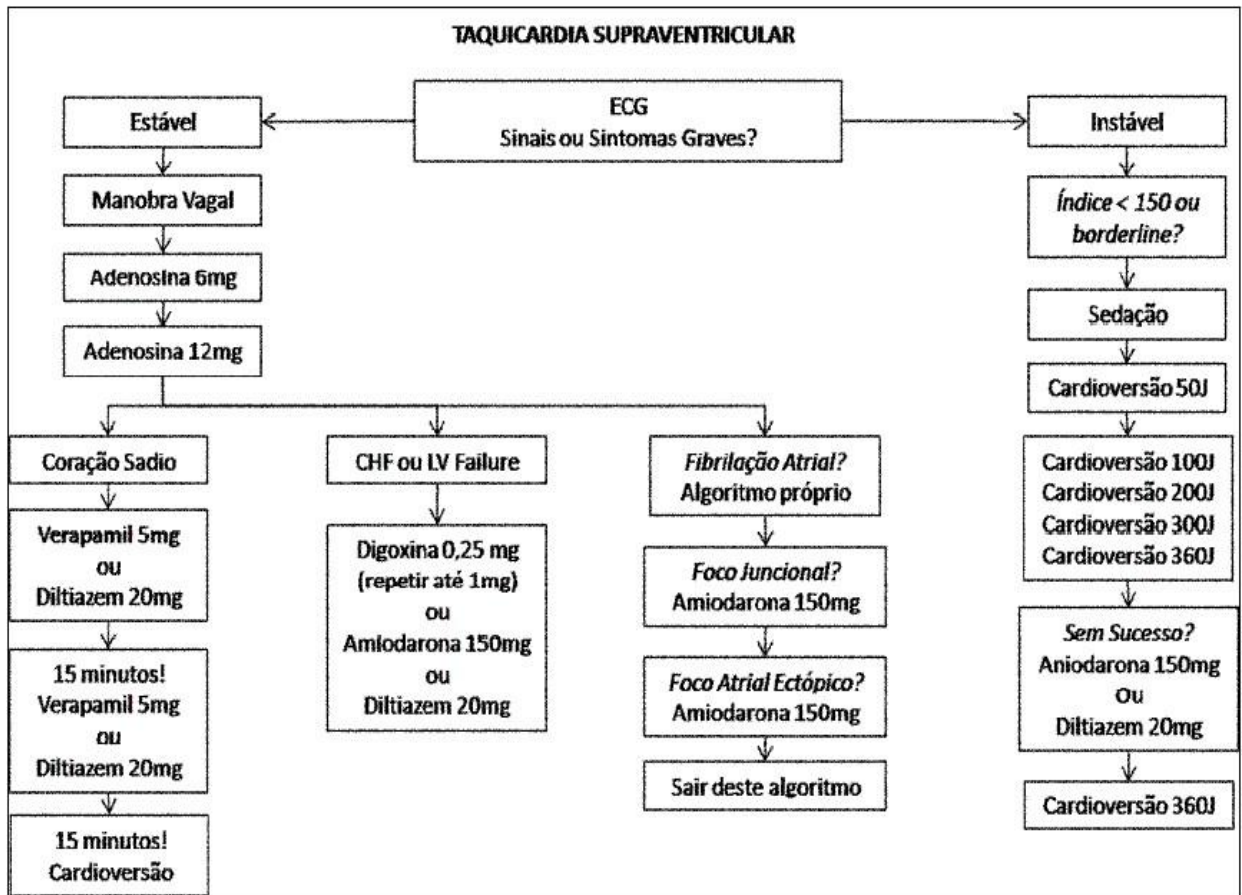 TAQUICARDIA SUPRAVENTRICULAR
ECG
Sinais ou Sintomas Graves?
Estável
Manobra Vagal
Adenosina 6mg
Adenosina 12mg
Coração Sadio
Verapamil 5mg
ou
Diltiazem 20mg
15 minutos!
Verapamil 5mg
ou
Diltiazem 20mg
15 minutos!
Cardioversão
CHF ou LV Failure
Digoxina 0,25 mg
(repetir até 1mg)
ou
Amiodarona 150mg
ou
Diltiazem 20mg
Fibrilação Atrial?
Algoritmo próprio
Foco Juncional?
Amiodarona 150mg
Foco Atrial Ectópico?
Amiodarona 150mg
Sair deste algoritmo
Instável
Índice < 150 ou
borderline?
Sedação
Cardioversão 50J
Cardioversão 100J
Cardioversão 200J
Cardioversão 300J
Cardioversão 360J
Sem Sucesso?
Aniodarona 150mg
Ou
Diltiazem 20mg
Cardioversão 360J